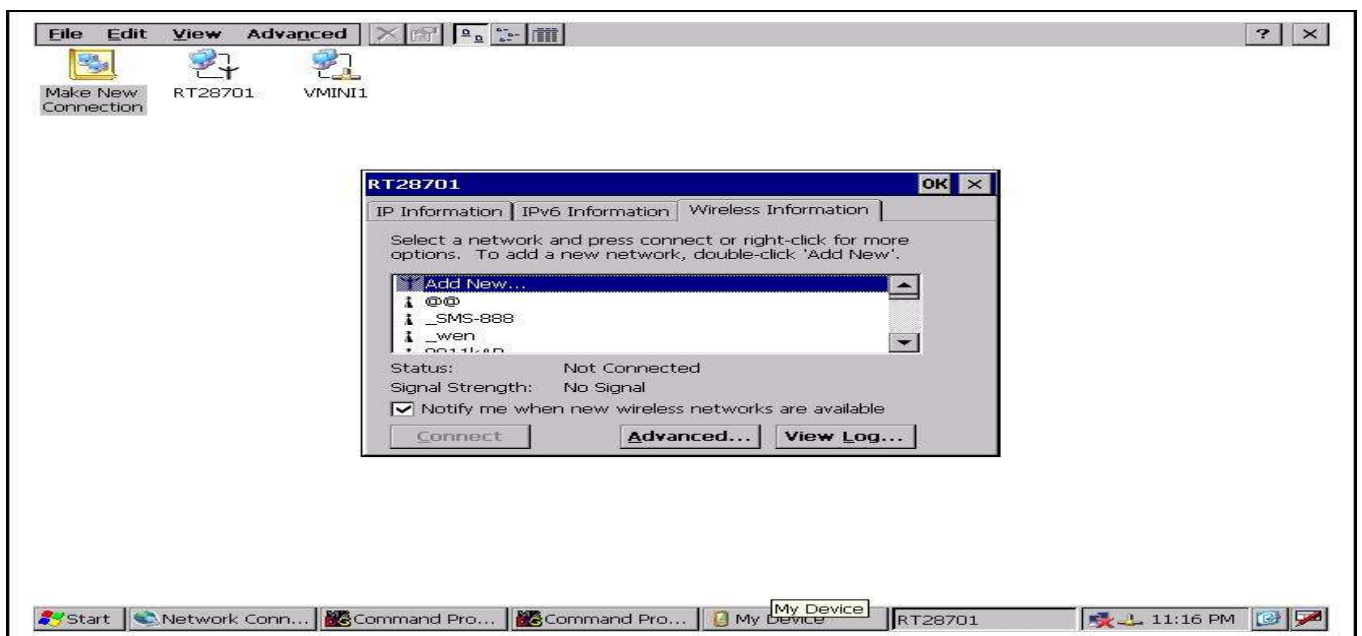 File Edit View Advanced ? ×
Make New Connection
RT28701
VMINI1
RT28701 OK ×
IP Information IPv6 Information Wireless Information
Select a network and press connect or right-click for more
options. To add a new network, double-click 'Add New'.
Add New...
@@
_SMS-888
_wen
Status: Not Connected
Signal Strength: No Signal
Notify me when new wireless networks are available
Connect Advanced... View Log...
My Device
Start Network Conn... Command Pro... Command Pro... My Device RT28701 11:16 PM